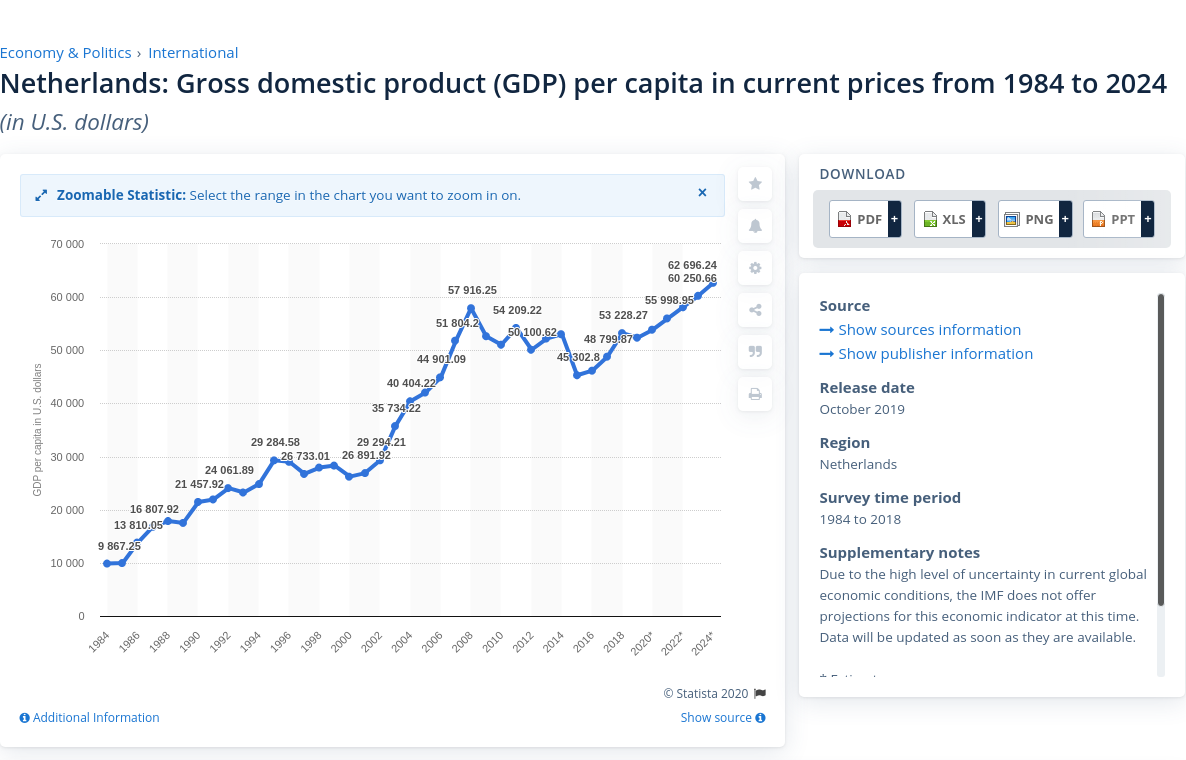 Economy & Politics › International
Netherlands: Gross domestic product (GDP) per capita in current prices from 1984 to 2024
(in U.S. dollars)
Zoomable Statistic: Select the range in the chart you want to zoom in on.
×
GDP per capita in U.S. dollars
70 000
60 000
50 000
40 000
30 000
20 000
10 000
0
9 867.25
13 810.05
16 807.92
21 457.92
24 061.89
29 284.58
26 733.01
26 891.92
29 294.21
35 734.22
40 404.22
44 901.09
51 804.2
57 916.25
54 209.22
50 100.62
45 302.8
48 799.87
53 228.27
55 998.95
60 250.66
62 696.24
1984
1986
1988
1990
1992
1994
1996
1998
2000
2002
2004
2006
2008
2010
2012
2014
2016
2018
2020*
2022*
2024*
© Statista 2020
Additional Information
Show source
DOWNLOAD
PDF +
XLS +
PNG +
PPT +
Source
Show sources information
Show publisher information
Release date
October 2019
Region
Netherlands
Survey time period
1984 to 2018
Supplementary notes
Due to the high level of uncertainty in current global
economic conditions, the IMF does not offer
projections for this economic indicator at this time.
Data will be updated as soon as they are available.